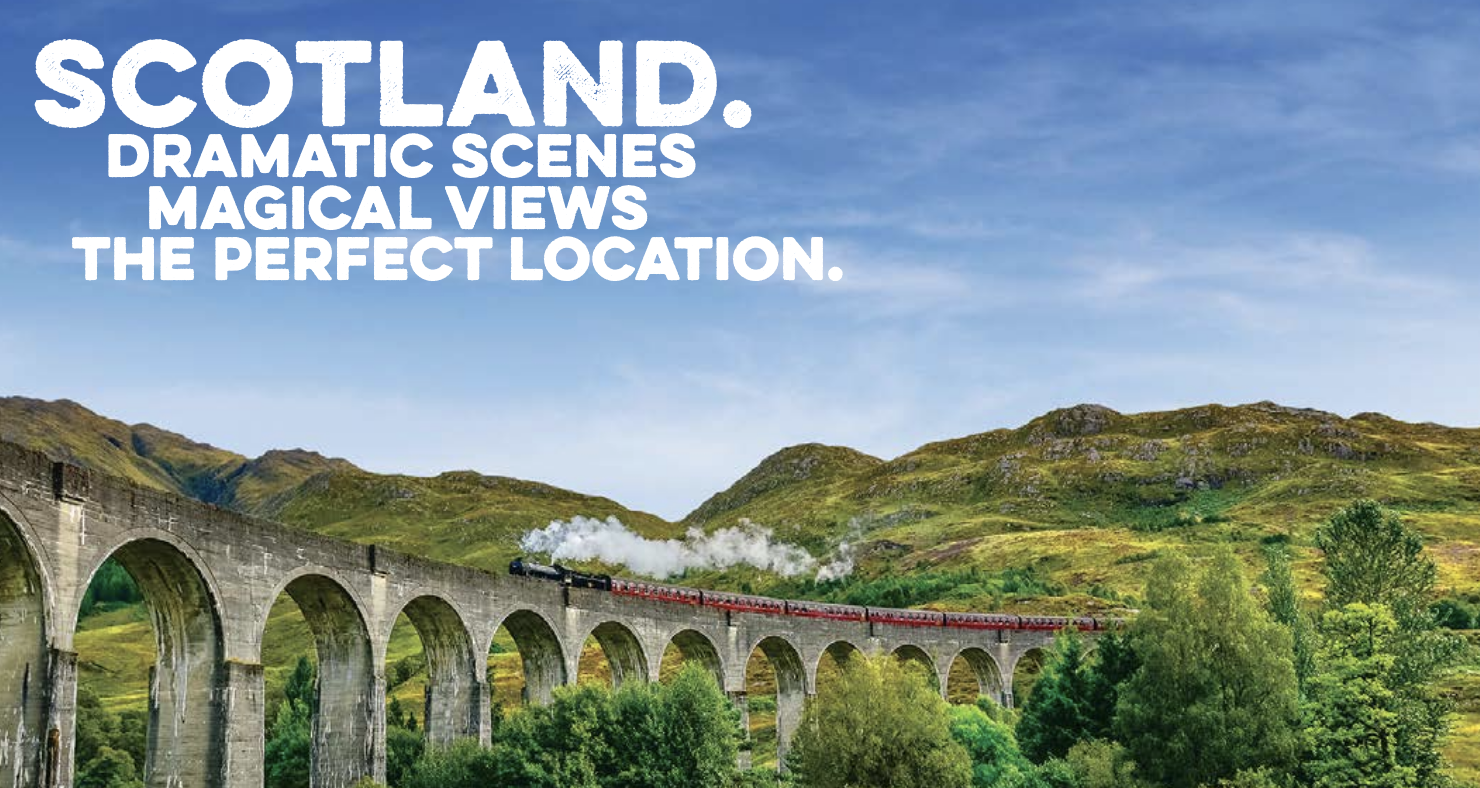 SCOTLAND.
DRAMATIC SCENES
MAGICAL VIEWS
THE PERFECT LOCATION.